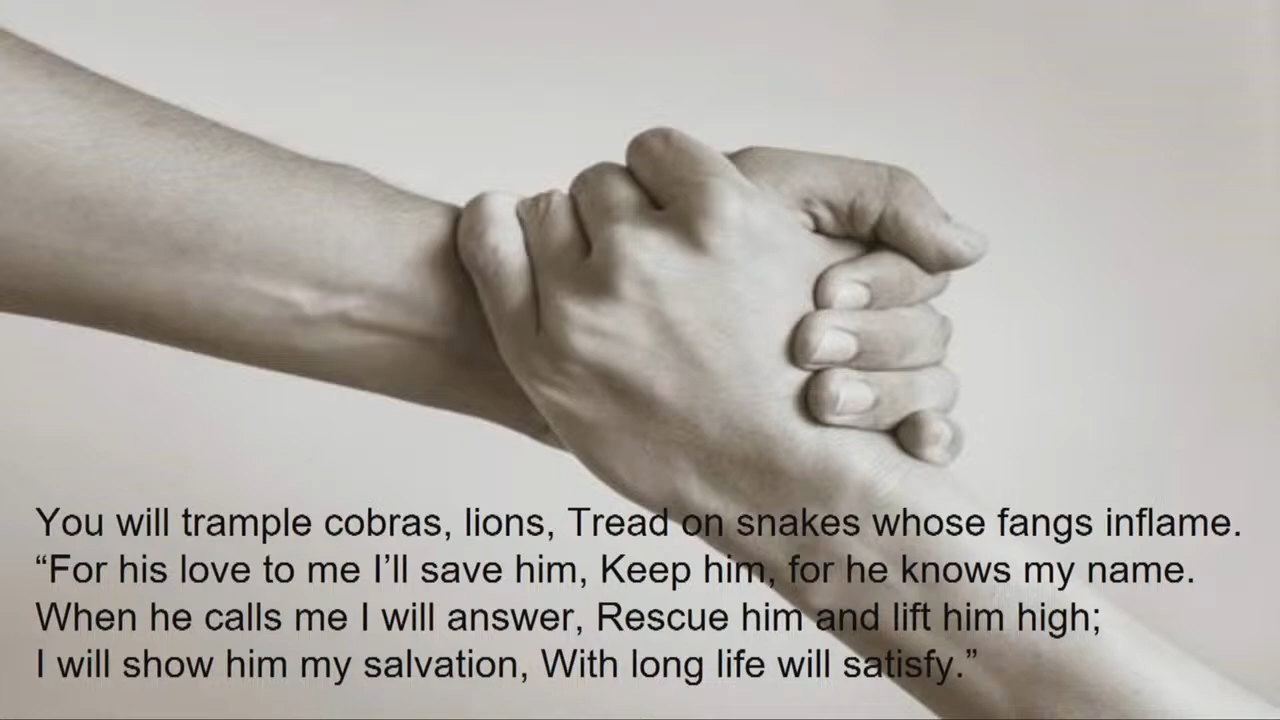 You will trample cobras, lions, Tread on snakes whose fangs inflame.
“For his love to me I’ll save him, Keep him, for he knows my name.
When he calls me I will answer, Rescue him and lift him high;
I will show him my salvation, With long life will satisfy.”